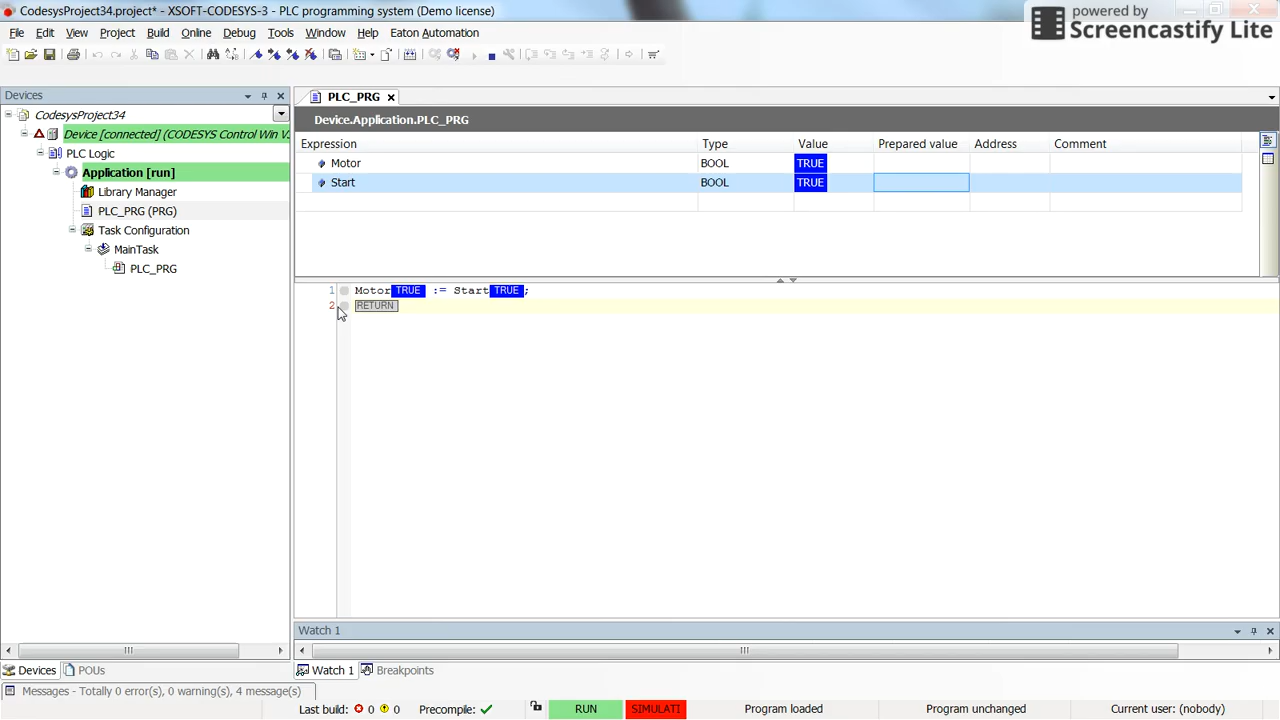 CodesysProject34.project* - XSOFT-CODESYS-3 - PLC programming system (Demo license)
powered by
Screencastify Lite
File Edit View Project Build Online Debug Tools Window Help Eaton Automation
Devices
PLC_PRG
CodesysProject34
Device.Application.PLC_PRG
Device [connected] (CODESYS Control Win V
Expression Type Value Prepared value Address Comment
PLC Logic
Motor BOOL TRUE
Application [run]
Start BOOL TRUE
Library Manager
PLC_PRG (PRG)
Task Configuration
MainTask
PLC_PRG
1 Motor TRUE := Start TRUE ;
2 RETURN
Watch 1
Devices POUs
Watch 1 Breakpoints
Messages - Totally 0 error(s), 0 warning(s), 4 message(s)
Last build: 0 0 Precompile: RUN SIMULATI Program loaded Program unchanged Current user: (nobody)